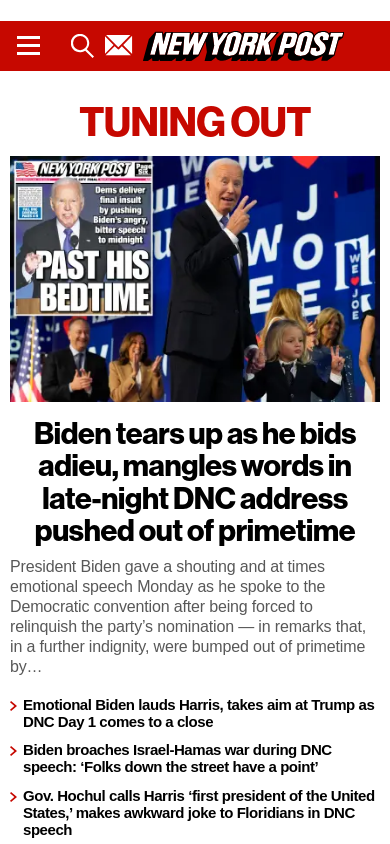 NEW YORK POST
TUNING OUT
NEW YORK POST
Dems deliver
final insult
by pushing
Biden's angry,
bitter speech
to midnight
PAST HIS
BEDTIME
WE
JOE
WE
JOE
Biden tears up as he bids
adieu, mangles words in
late-night DNC address
pushed out of primetime
President Biden gave a shouting and at times
emotional speech Monday as he spoke to the
Democratic convention after being forced to
relinquish the party’s nomination — in remarks that,
in a further indignity, were bumped out of primetime
by…
Emotional Biden lauds Harris, takes aim at Trump as
DNC Day 1 comes to a close
Biden broaches Israel-Hamas war during DNC
speech: ‘Folks down the street have a point’
Gov. Hochul calls Harris ‘first president of the United
States,’ makes awkward joke to Floridians in DNC
speech